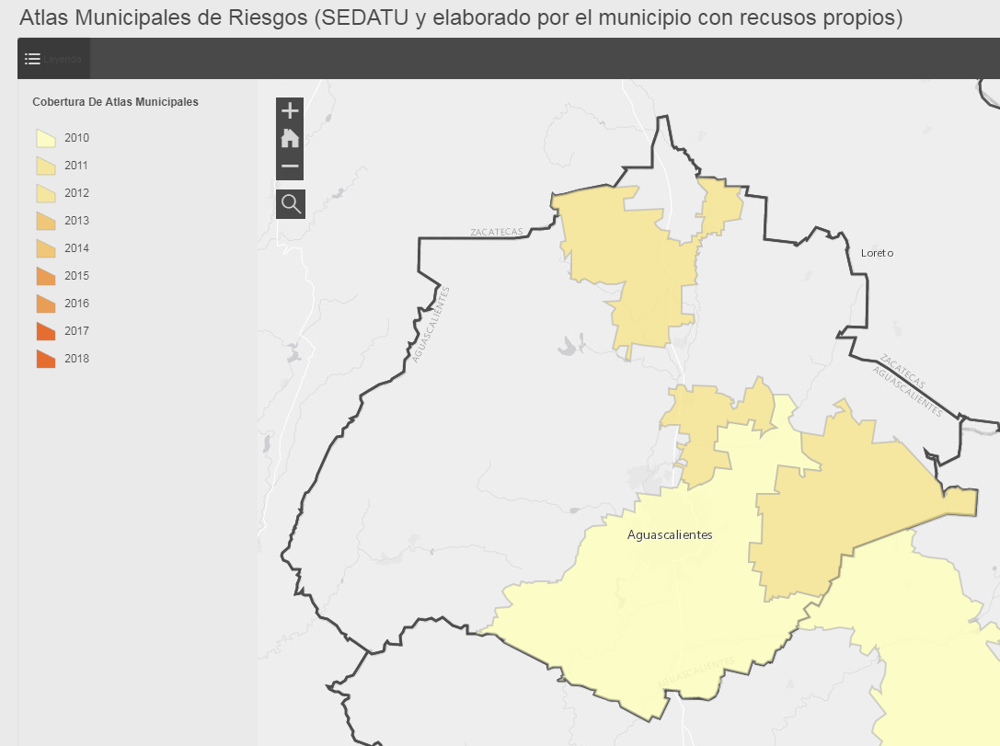 Atlas Municipales de Riesgos (SEDATU y elaborado por el municipio con recusos propios)
Leyenda
Cobertura De Atlas Municipales
2010
2011
2012
2013
2014
2015
2016
2017
2018
ZACATECAS
AGUASCALIENTES
Loreto
ZACATECAS
AGUASCALIENTES
Aguascalientes
AGUASCALIENTES